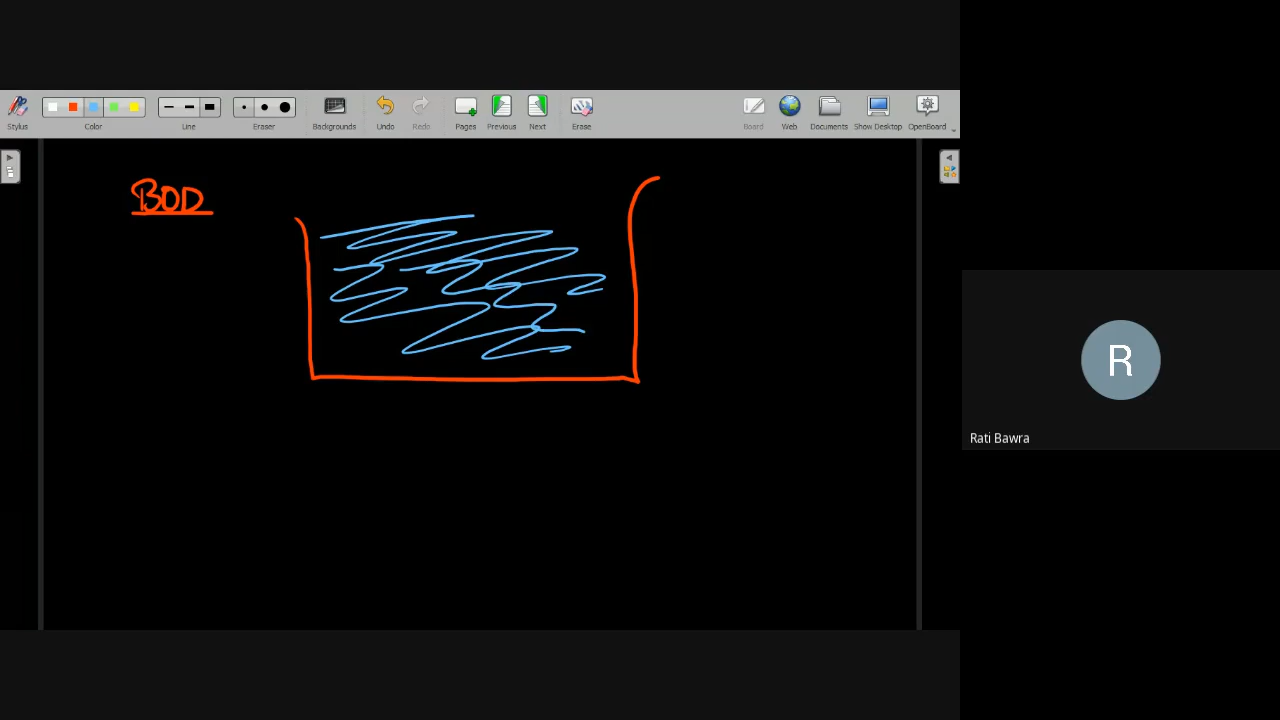 Stylus
Color
Line
Eraser
Backgrounds
Undo
Redo
Pages
Previous
Next
Erase
Board
Web
Documents
Show Desktop
OpenBoard
BOD
R
Rati Bawra